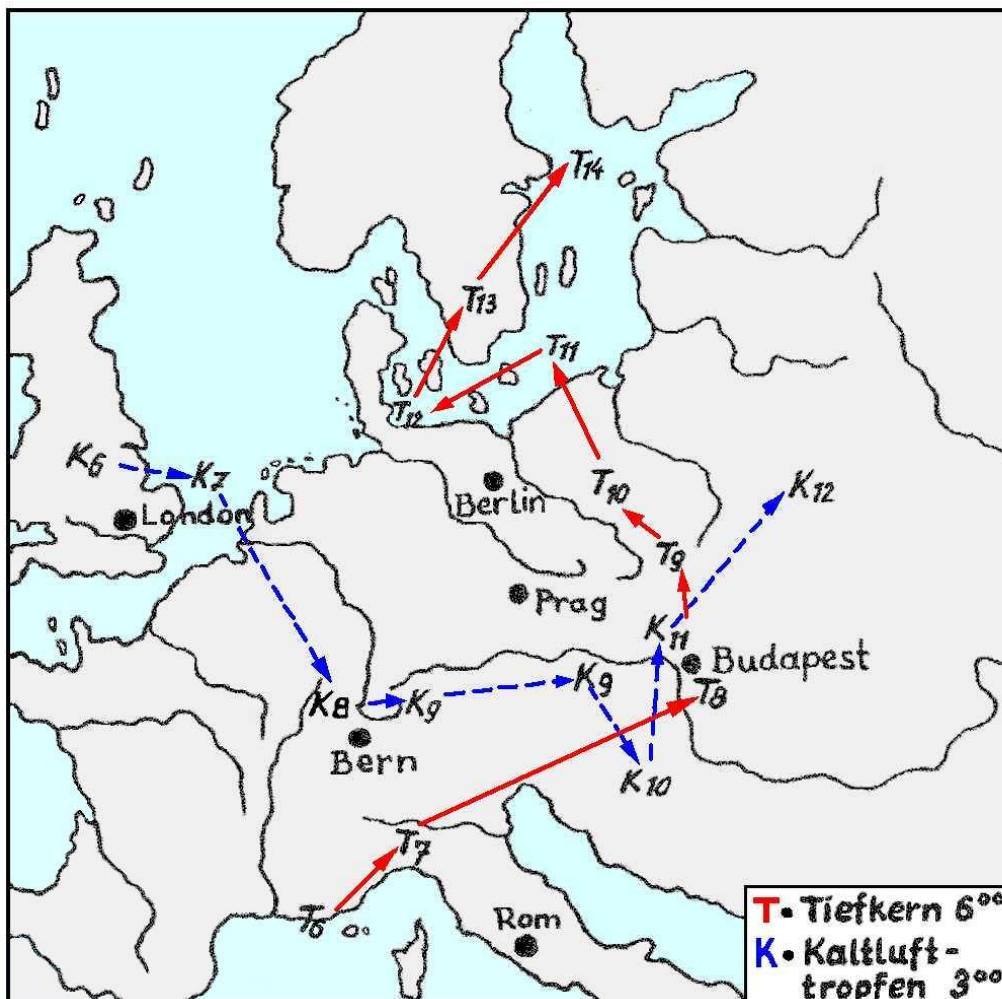 T14
T13
T11
T12
K6
K7
T10
K12
Berlin
London
T9
Prag
K11
Budapest
K8
K9
K9
T8
Bern
K10
T7
T6
Rom
T • Tiefkern 6°°
K • Kaltluft-
tropfen 3°°